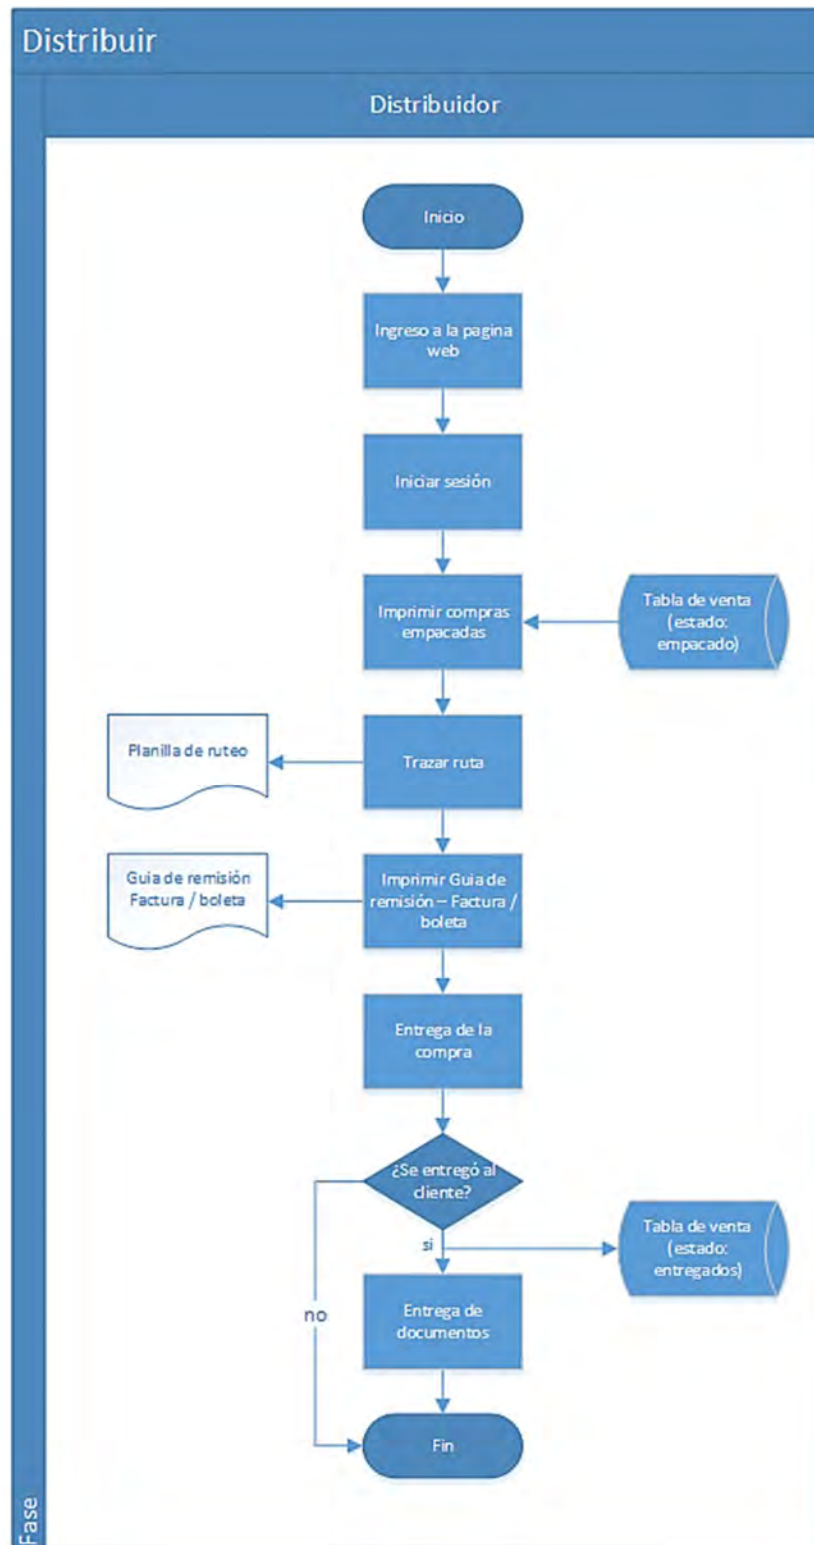 Distribuir
Distribuidor
Inicio
Ingreso a la pagina
web
Iniciar sesión
Imprimir compras
empacadas
Tabla de venta
(estado:
empacado)
Planilla de ruteo
Trazar ruta
Guia de remisión
Factura / boleta
Imprimir Guia de
remisión – Factura /
boleta
Entrega de la
compra
¿Se entregó al
cliente?
si
Tabla de venta
(estado:
entregados)
no
Entrega de
documentos
Fin
Fase